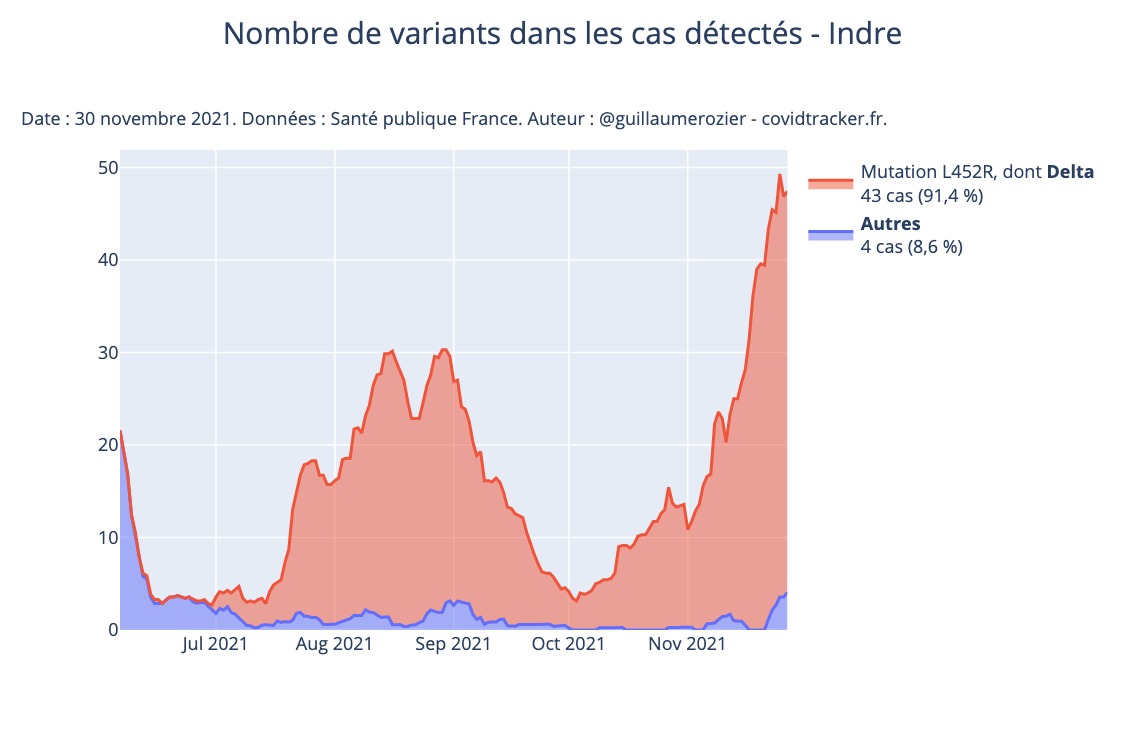 Nombre de variants dans les cas détectés - Indre
Date : 30 novembre 2021. Données : Santé publique France. Auteur : @guillaumerozier - covidtracker.fr.
Mutation L452R, dont Delta
43 cas (91,4 %)
Autres
4 cas (8,6 %)
50
40
30
20
10
0
Jul 2021
Aug 2021
Sep 2021
Oct 2021
Nov 2021